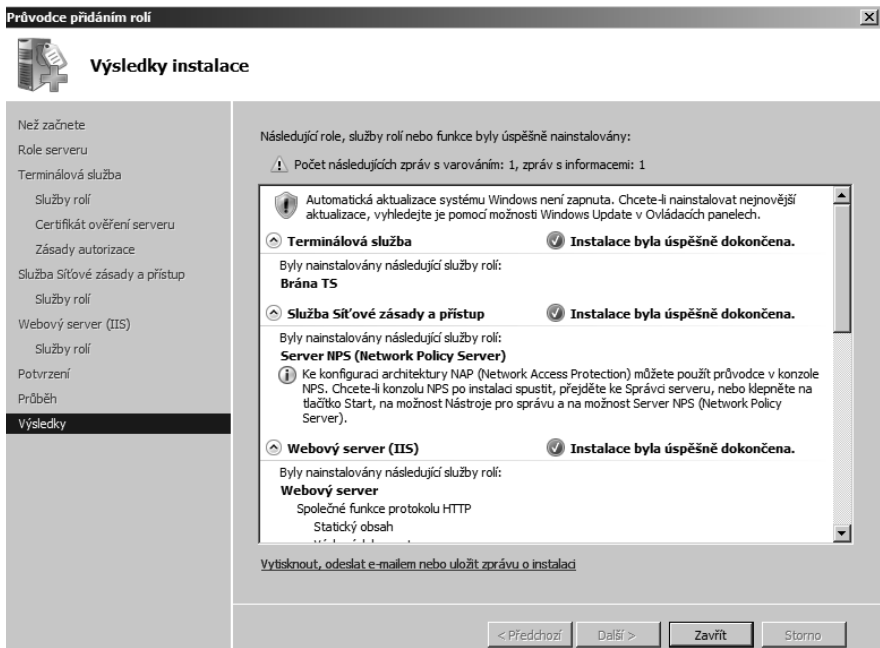 Průvodce přidáním rolí
Výsledky instalace
Než začnete
Role serveru
Terminálová služba
Služby rolí
Certifikát ověření serveru
Zásady autorizace
Služba Síťové zásady a přístup
Služby rolí
Webový server (IIS)
Služby rolí
Potvrzení
Průběh
Výsledky
Následující role, služby rolí nebo funkce byly úspěšně nainstalovány:
Počet následujících zpráv s varováním: 1, zpráv s informacemi: 1
Automatická aktualizace systému Windows není zapnuta. Chcete-li nainstalovat nejnovější
aktualizace, vyhledejte je pomocí možnosti Windows Update v Ovládacích panelech.
Terminálová služba Instalace byla úspěšně dokončena.
Byly nainstalovány následující služby rolí:
Brána TS
Služba Síťové zásady a přístup Instalace byla úspěšně dokončena.
Byly nainstalovány následující služby rolí:
Server NPS (Network Policy Server)
Ke konfiguraci architektury NAP (Network Access Protection) můžete použít průvodce v konzole
NPS. Chcete-li konzolu NPS po instalaci spustit, přejděte ke Správci serveru, nebo klepněte na
tlačítko Start, na možnost Nástroje pro správu a na možnost Server NPS (Network Policy
Server).
Webový server (IIS) Instalace byla úspěšně dokončena.
Byly nainstalovány následující služby rolí:
Webový server
Společné funkce protokolu HTTP
Statický obsah
Vytisknout, odeslat e-mailem nebo uložit zprávu o instalaci
< Předchozí Další > Zavřít Storno